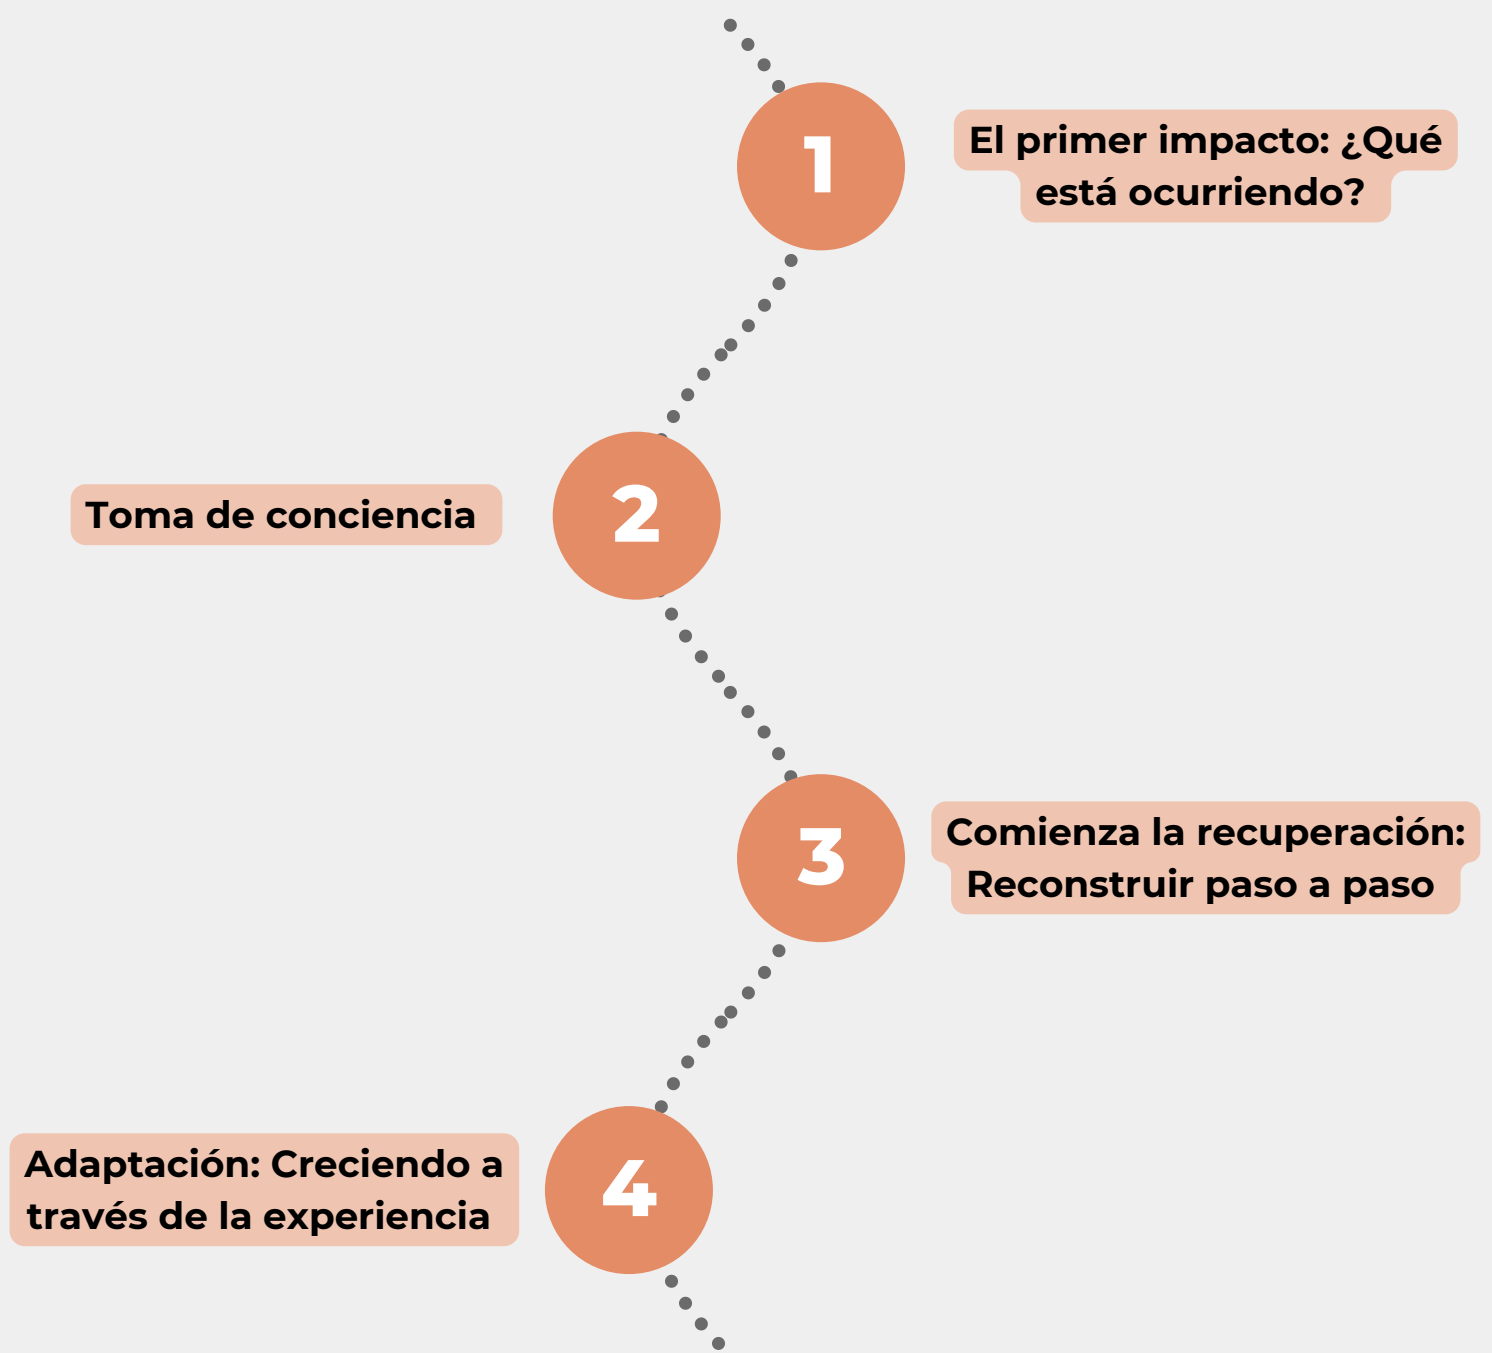 1
El primer impacto: ¿Qué
está ocurriendo?
2
Toma de conciencia
3
Comienza la recuperación:
Reconstruir paso a paso
4
Adaptación: Creciendo a
través de la experiencia